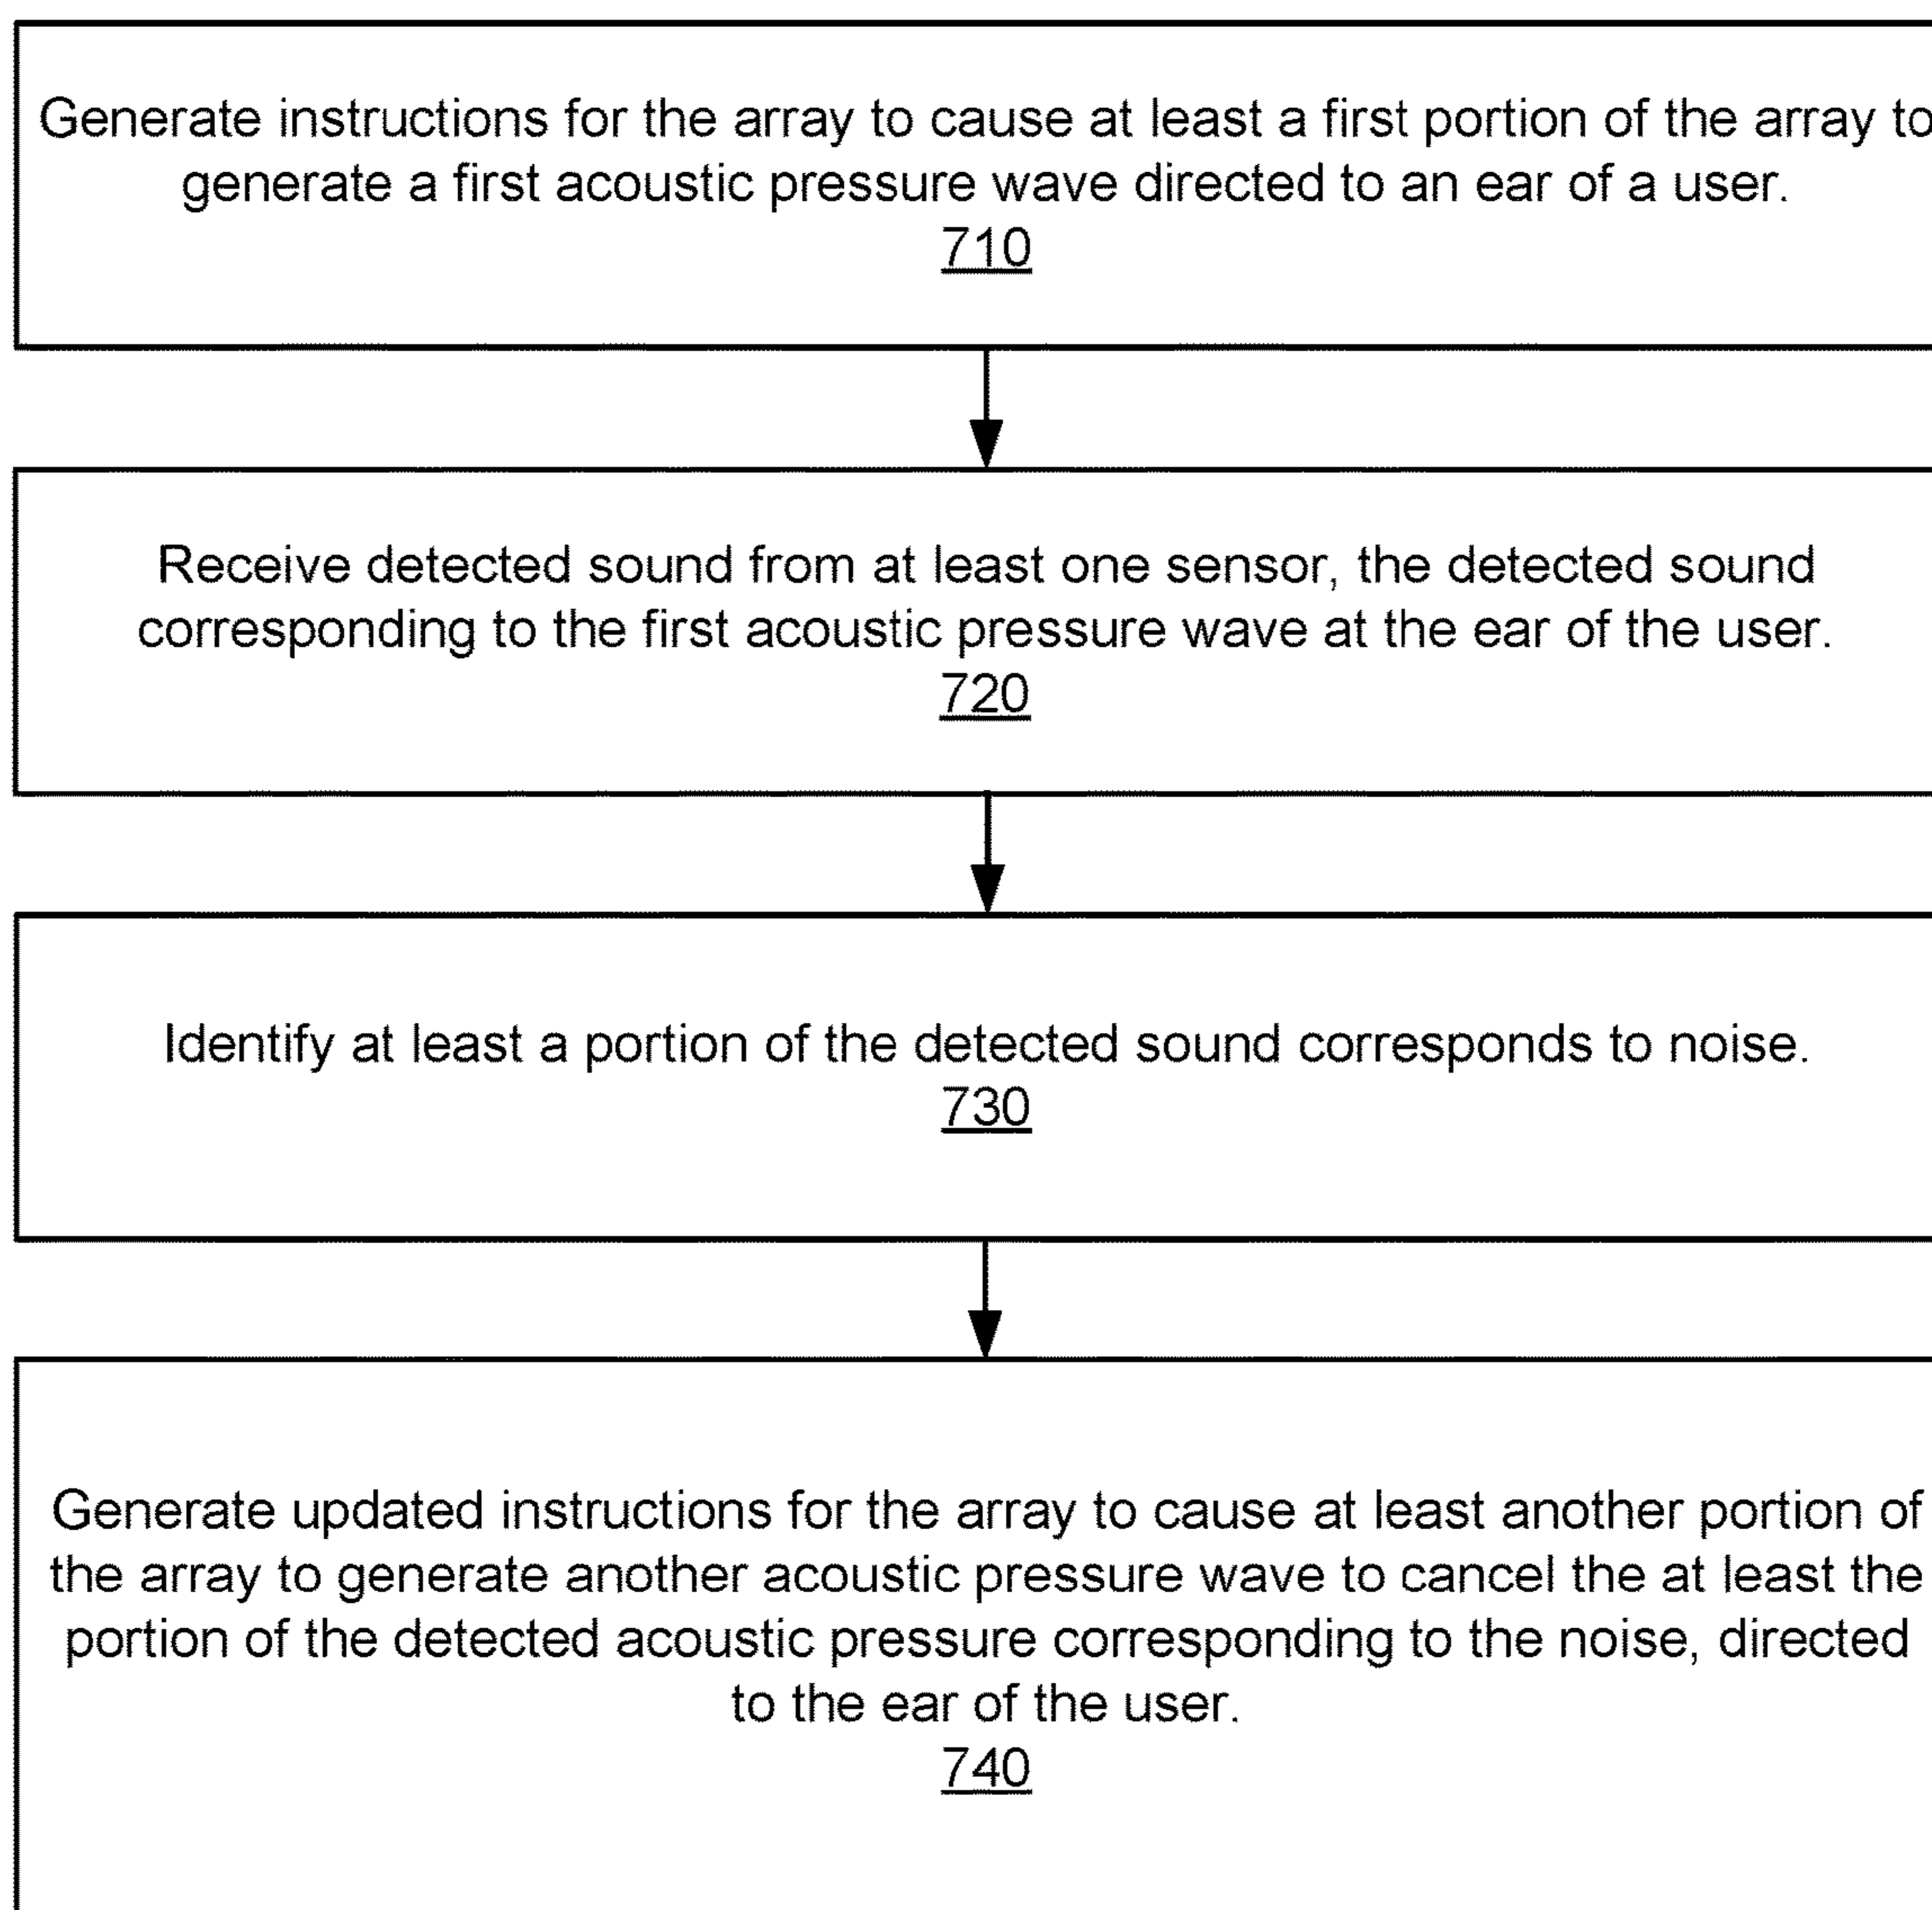 Generate instructions for the array to cause at least a first portion of the array to
generate a first acoustic pressure wave directed to an ear of a user.
710
Receive detected sound from at least one sensor, the detected sound
corresponding to the first acoustic pressure wave at the ear of the user.
720
Identify at least a portion of the detected sound corresponds to noise.
730
Generate updated instructions for the array to cause at least another portion of
the array to generate another acoustic pressure wave to cancel the at least the
portion of the detected acoustic pressure corresponding to the noise, directed
to the ear of the user.
740